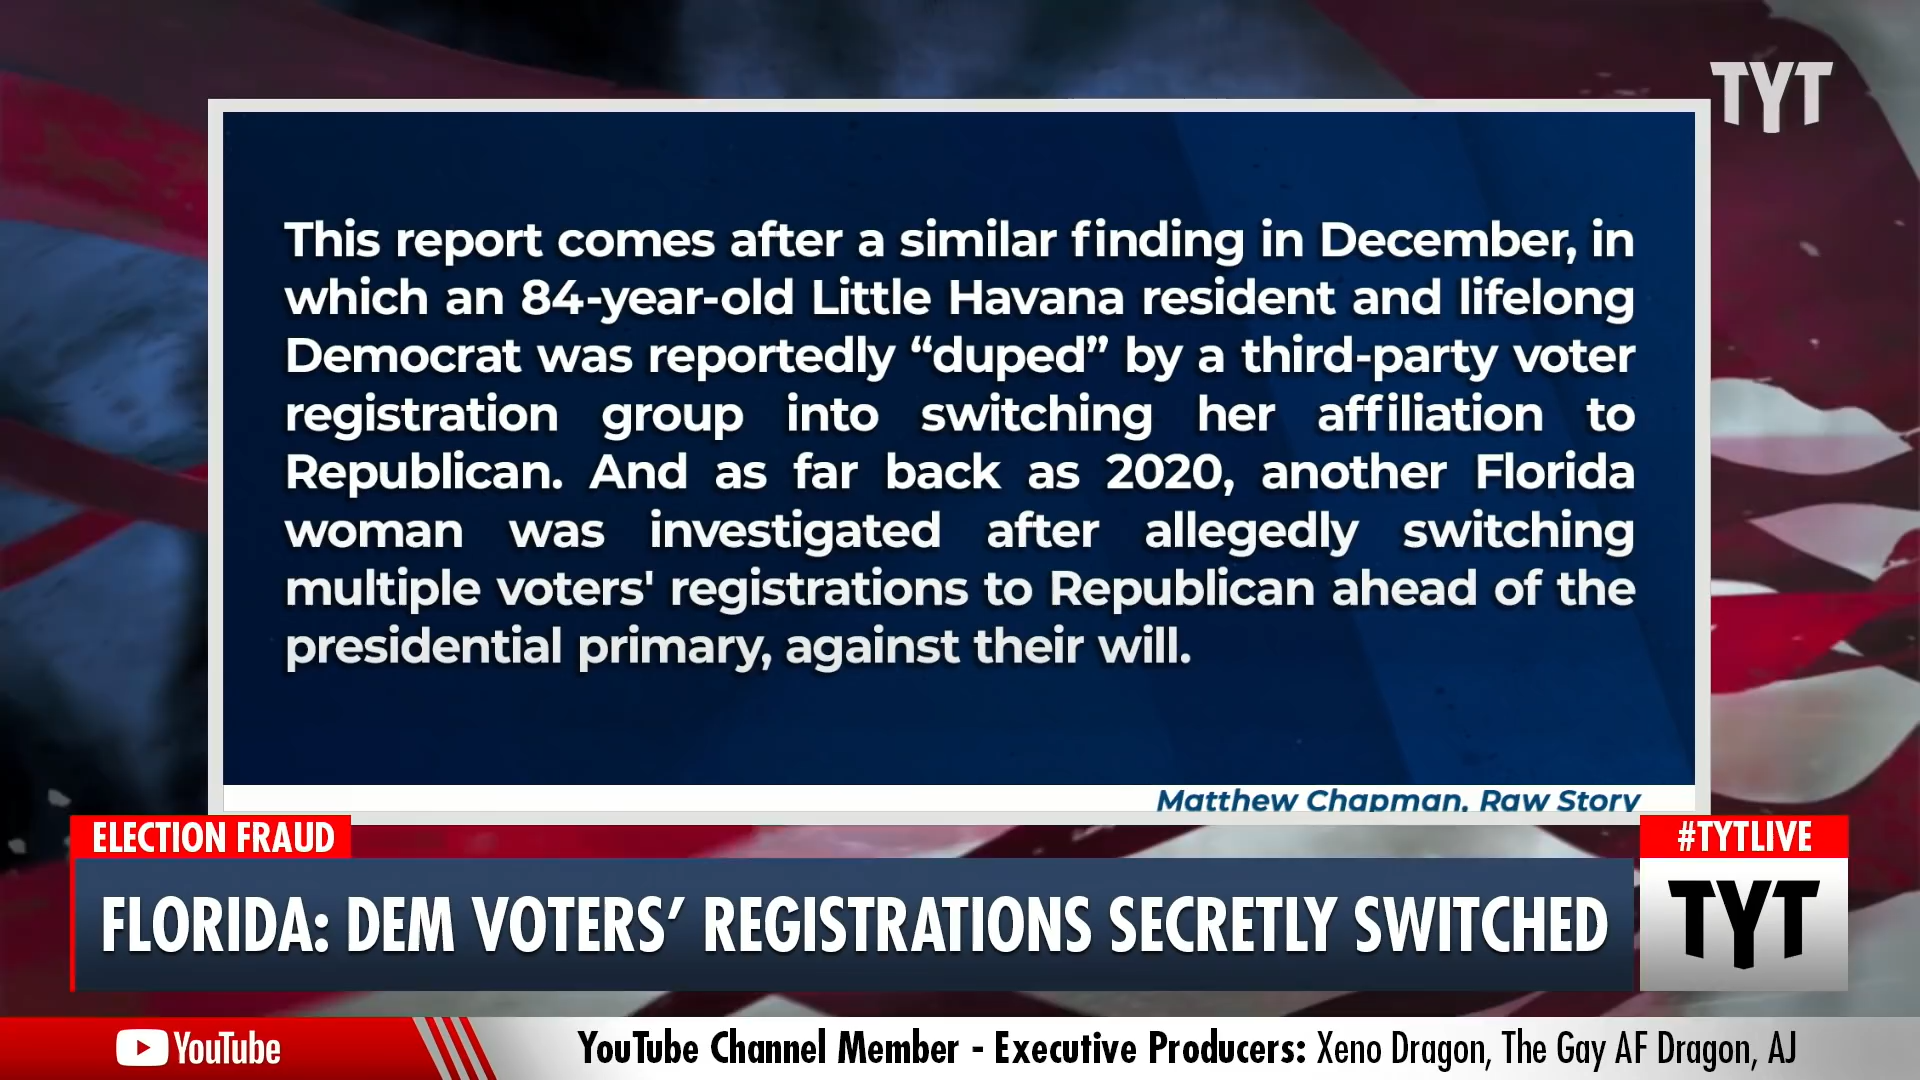 TYT
This report comes after a similar finding in December, in
which an 84-year-old Little Havana resident and lifelong
Democrat was reportedly “duped” by a third-party voter
registration group into switching her affiliation to
Republican. And as far back as 2020, another Florida
woman was investigated after allegedly switching
multiple voters' registrations to Republican ahead of the
presidential primary, against their will.
Matthew Chapman, Raw Story
ELECTION FRAUD
#TYTLIVE
FLORIDA: DEM VOTERS’ REGISTRATIONS SECRETLY SWITCHED
TYT
YouTube
YouTube Channel Member - Executive Producers: Xeno Dragon, The Gay AF Dragon, AJ